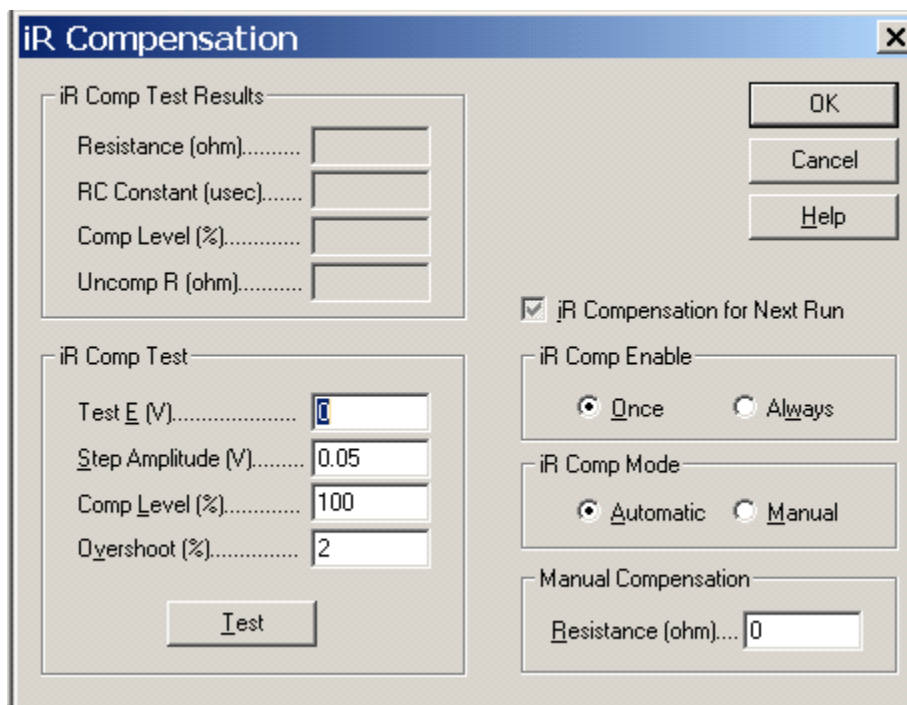 iR Compensation
iR Comp Test Results
Resistance (ohm)..........
RC Constant (usec).......
Comp Level (%).............
Uncomp R (ohm)...........
iR Comp Test
Test E (V)..................... 0
Step Amplitude (V)........ 0.05
Comp Level (%)............. 100
Overshoot (%)............... 2
Test
OK
Cancel
Help
iR Compensation for Next Run
iR Comp Enable
Once Always
iR Comp Mode
Automatic Manual
Manual Compensation
Resistance (ohm).... 0